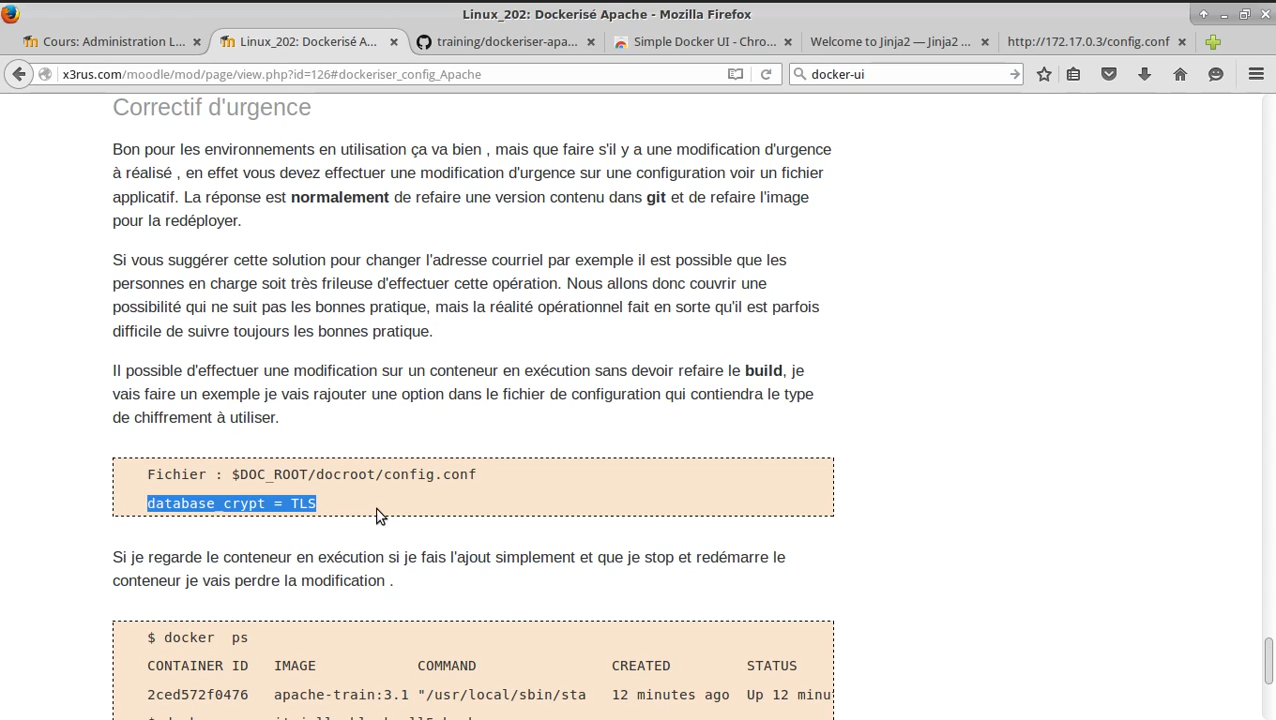 Linux_202: Dockerisé Apache - Mozilla Firefox
Cours: Administration L... × Linux_202: Dockerisé A... × training/dockeriser-apa... × Simple Docker UI - Chro... × Welcome to Jinja2 — Jinja2 ... × http://172.17.0.3/config.conf ×
x3rus.com/moodle/mod/page/view.php?id=126#dockeriser_config_Apache docker-ui
Correctif d'urgence
Bon pour les environnements en utilisation ça va bien , mais que faire s'il y a une modification d'urgence
à réalisé , en effet vous devez effectuer une modification d'urgence sur une configuration voir un fichier
applicatif. La réponse est normalement de refaire une version contenu dans git et de refaire l'image
pour la redéployer.
Si vous suggérer cette solution pour changer l'adresse courriel par exemple il est possible que les
personnes en charge soit très frileuse d'effectuer cette opération. Nous allons donc couvrir une
possibilité qui ne suit pas les bonnes pratique, mais la réalité opérationnel fait en sorte qu'il est parfois
difficile de suivre toujours les bonnes pratique.
Il possible d'effectuer une modification sur un conteneur en exécution sans devoir refaire le build, je
vais faire un exemple je vais rajouter une option dans le fichier de configuration qui contiendra le type
de chiffrement à utiliser.
Fichier : $DOC_ROOT/docroot/config.conf
database_crypt = TLS
Si je regarde le conteneur en exécution si je fais l'ajout simplement et que je stop et redémarre le
conteneur je vais perdre la modification .
$ docker ps
CONTAINER ID IMAGE COMMAND CREATED STATUS
2ced572f0476 apache-train:3.1 "/usr/local/sbin/sta 12 minutes ago Up 12 minu